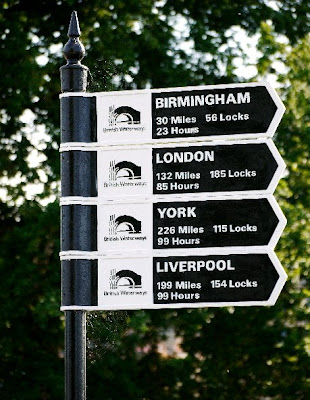 British Waterways
BIRMINGHAM
30 Miles 56 Locks
23 Hours
British Waterways
LONDON
132 Miles 185 Locks
85 Hours
British Waterways
YORK
226 Miles 115 Locks
99 Hours
British Waterways
LIVERPOOL
199 Miles 154 Locks
99 Hours